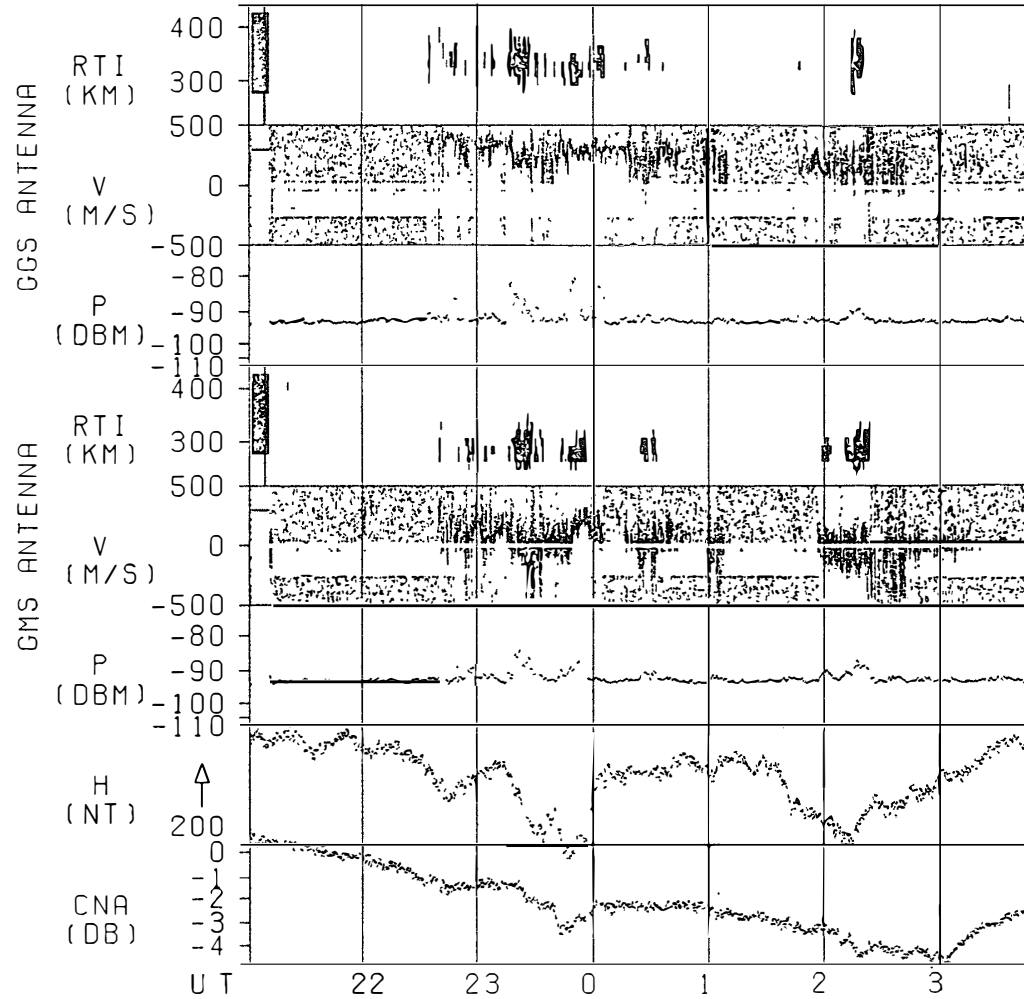 GGS ANTENNA
RTI
(KM)
400
300
V
(M/S)
500
0
-500
P
(DBM)
-80
-90
-100
-110
GMS ANTENNA
RTI
(KM)
400
300
V
(M/S)
500
0
-500
P
(DBM)
-80
-90
-100
-110
H
(NT)
200
CNA
(DB)
0
-1
-2
-3
-4
UT 22 23 0 1 2 3